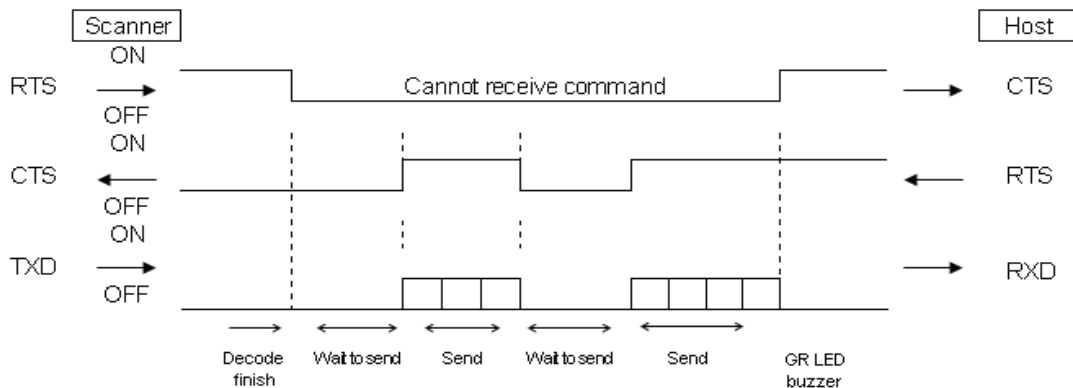 Scanner
Host
ON
RTS
Cannot receive command
CTS
OFF
ON
CTS
RTS
OFF
ON
TXD
RXD
OFF
Decode finish
Wait to send
Send
Wait to send
Send
GR LED
buzzer